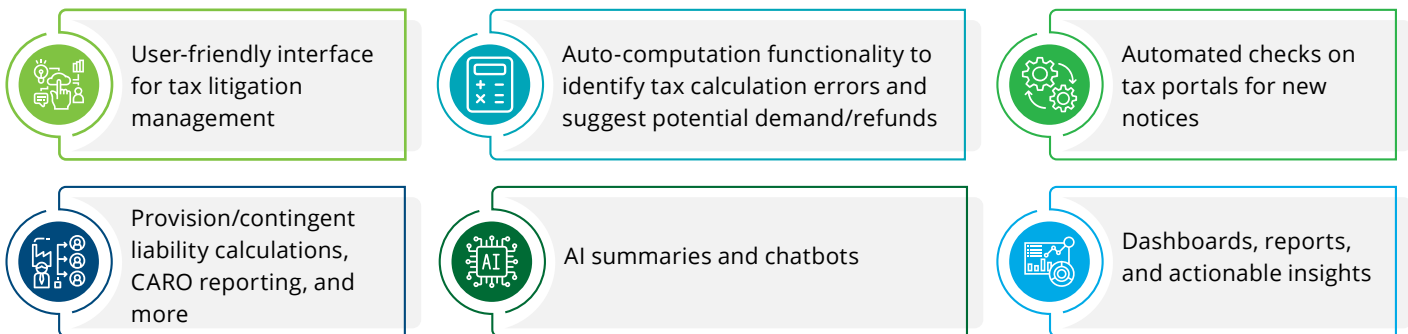 User-friendly interface
for tax litigation
management
Auto-computation functionality to
identify tax calculation errors and
suggest potential demand/refunds
Automated checks on
tax portals for new
notices
Provision/contingent
liability calculations,
CARO reporting, and
more
AI
AI summaries and chatbots
Dashboards, reports,
and actionable insights